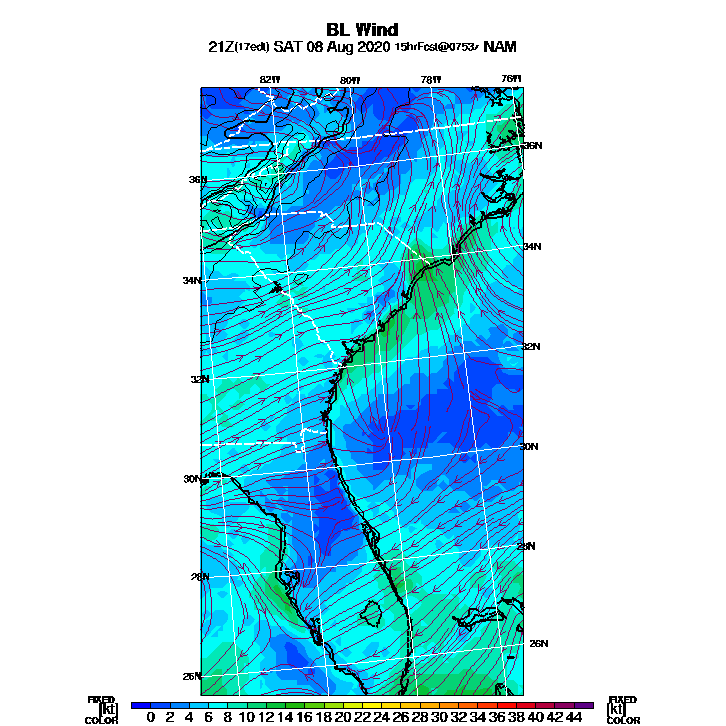 BL Wind
21Z(17edt) SAT 08 Aug 2020 15hrFcst@0753z NAM
82W 80W 78W 76W
36N
36N
34N
34N
32N
32N
30N
30N
28N
28N
26N
26N
FIXED FIXED
[kt] 0 2 4 6 8 10 12 14 16 18 20 22 24 26 28 30 32 34 36 38 40 42 44 [kt]
COLOR COLOR